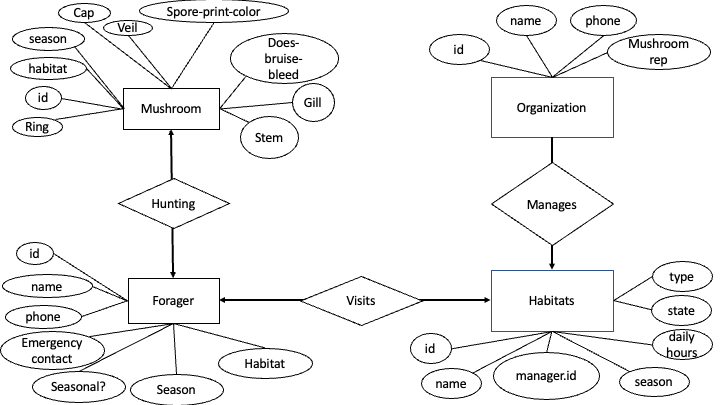 Cap
Spore-print-color
Veil
season
habitat
id
Ring
Mushroom
Does-
bruise-
bleed
Gill
Stem
name
phone
id
Mushroom
rep
Organization
Hunting
Manages
id
name
phone
Emergency
contact
Seasonal?
Season
Habitat
Forager
Visits
Habitats
type
state
daily
hours
id
name
manager.id
season